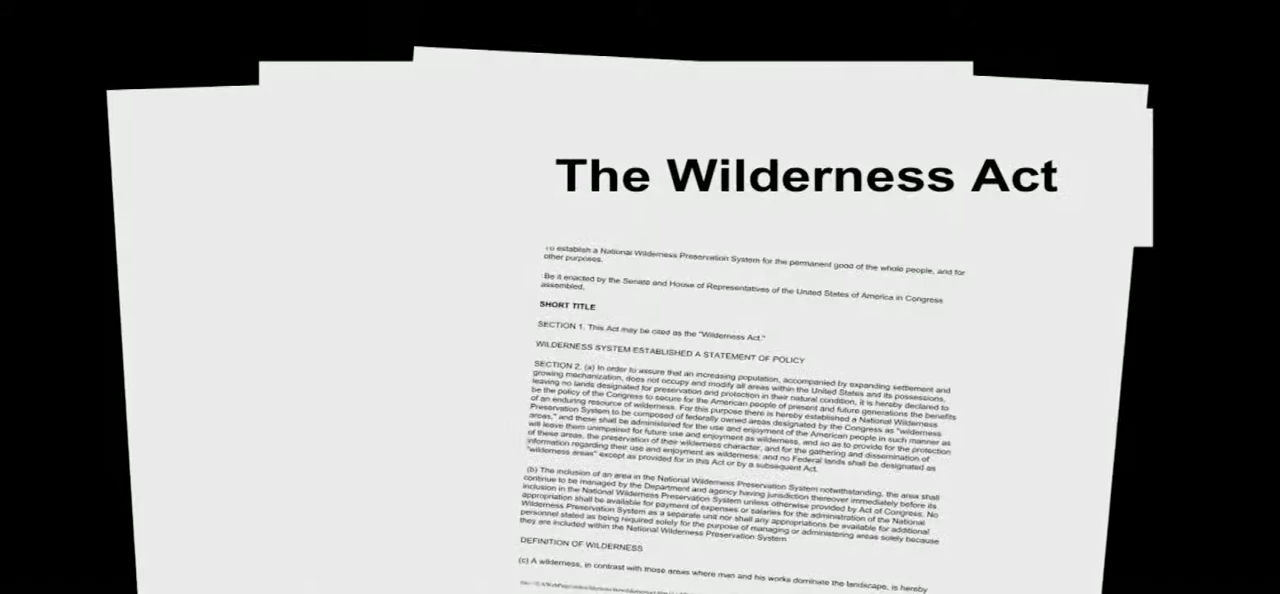 The Wilderness Act
To establish a National Wilderness Preservation System for the permanent good of the whole people, and for
other purposes.
Be it enacted by the Senate and House of Representatives of the United States of America in Congress
assembled,
SHORT TITLE
SECTION 1. This Act may be cited as the "Wilderness Act."
WILDERNESS SYSTEM ESTABLISHED A STATEMENT OF POLICY
SECTION 2. (a) In order to assure that an increasing population, accompanied by expanding settlement and
growing mechanization, does not occupy and modify all areas within the United States and its possessions,
leaving no lands designated for preservation and protection in their natural condition, it is hereby declared to
be the policy of the Congress to secure for the American people of present and future generations the benefits
of an enduring resource of wilderness. For this purpose there is hereby established a National Wilderness
Preservation System to be composed of federally owned areas designated by the Congress as "wilderness
areas," and these shall be administered for the use and enjoyment of the American people in such manner as
will leave them unimpaired for future use and enjoyment as wilderness, and so as to provide for the protection
of these areas, the preservation of their wilderness character, and for the gathering and dissemination of
information regarding their use and enjoyment as wilderness; and no Federal lands shall be designated as
"wilderness areas" except as provided for in this Act or by a subsequent Act.
(b) The inclusion of an area in the National Wilderness Preservation System notwithstanding, the area shall
continue to be managed by the Department and agency having jurisdiction thereover immediately before its
inclusion in the National Wilderness Preservation System unless otherwise provided by Act of Congress. No
appropriation shall be available for payment of expenses or salaries for the administration of the National
Wilderness Preservation System as a separate unit nor shall any appropriations be available for additional
personnel stated as being required solely for the purpose of managing or administering areas solely because
they are included within the National Wilderness Preservation System.
DEFINITION OF WILDERNESS
(c) A wilderness, in contrast with those areas where man and his works dominate the landscape, is hereby